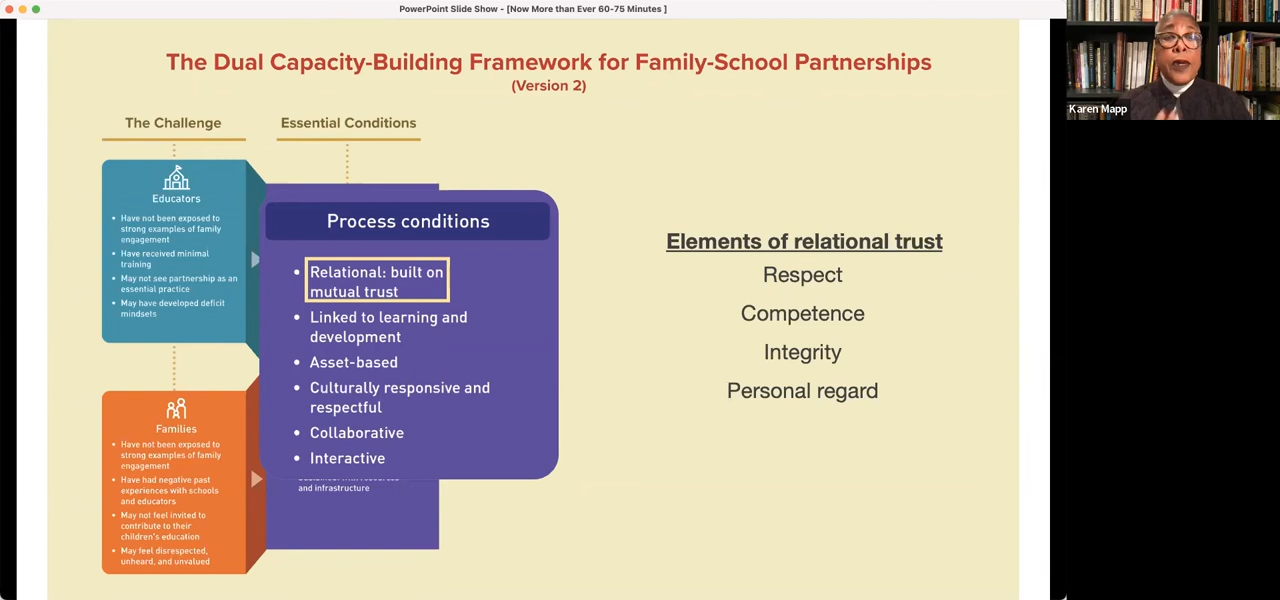 PowerPoint Slide Show - [Now More than Ever 60-75 Minutes ]
The Dual Capacity-Building Framework for Family-School Partnerships
(Version 2)
The Challenge
Essential Conditions
Educators
• Have not been exposed to
strong examples of family
engagement
• Have received minimal
training
• May not see partnership as an
essential practice
• May have developed deficit
mindsets
Families
• Have not been exposed to
strong examples of family
engagement
• Have had negative past
experiences with schools
and educators
• May not feel invited to
contribute to their
children's education
• May feel disrespected,
unheard, and unvalued
Process conditions
• Relational: built on
mutual trust
• Linked to learning and
development
• Asset-based
• Culturally responsive and
respectful
• Collaborative
• Interactive
and infrastructure
Elements of relational trust
Respect
Competence
Integrity
Personal regard
Karen Mapp